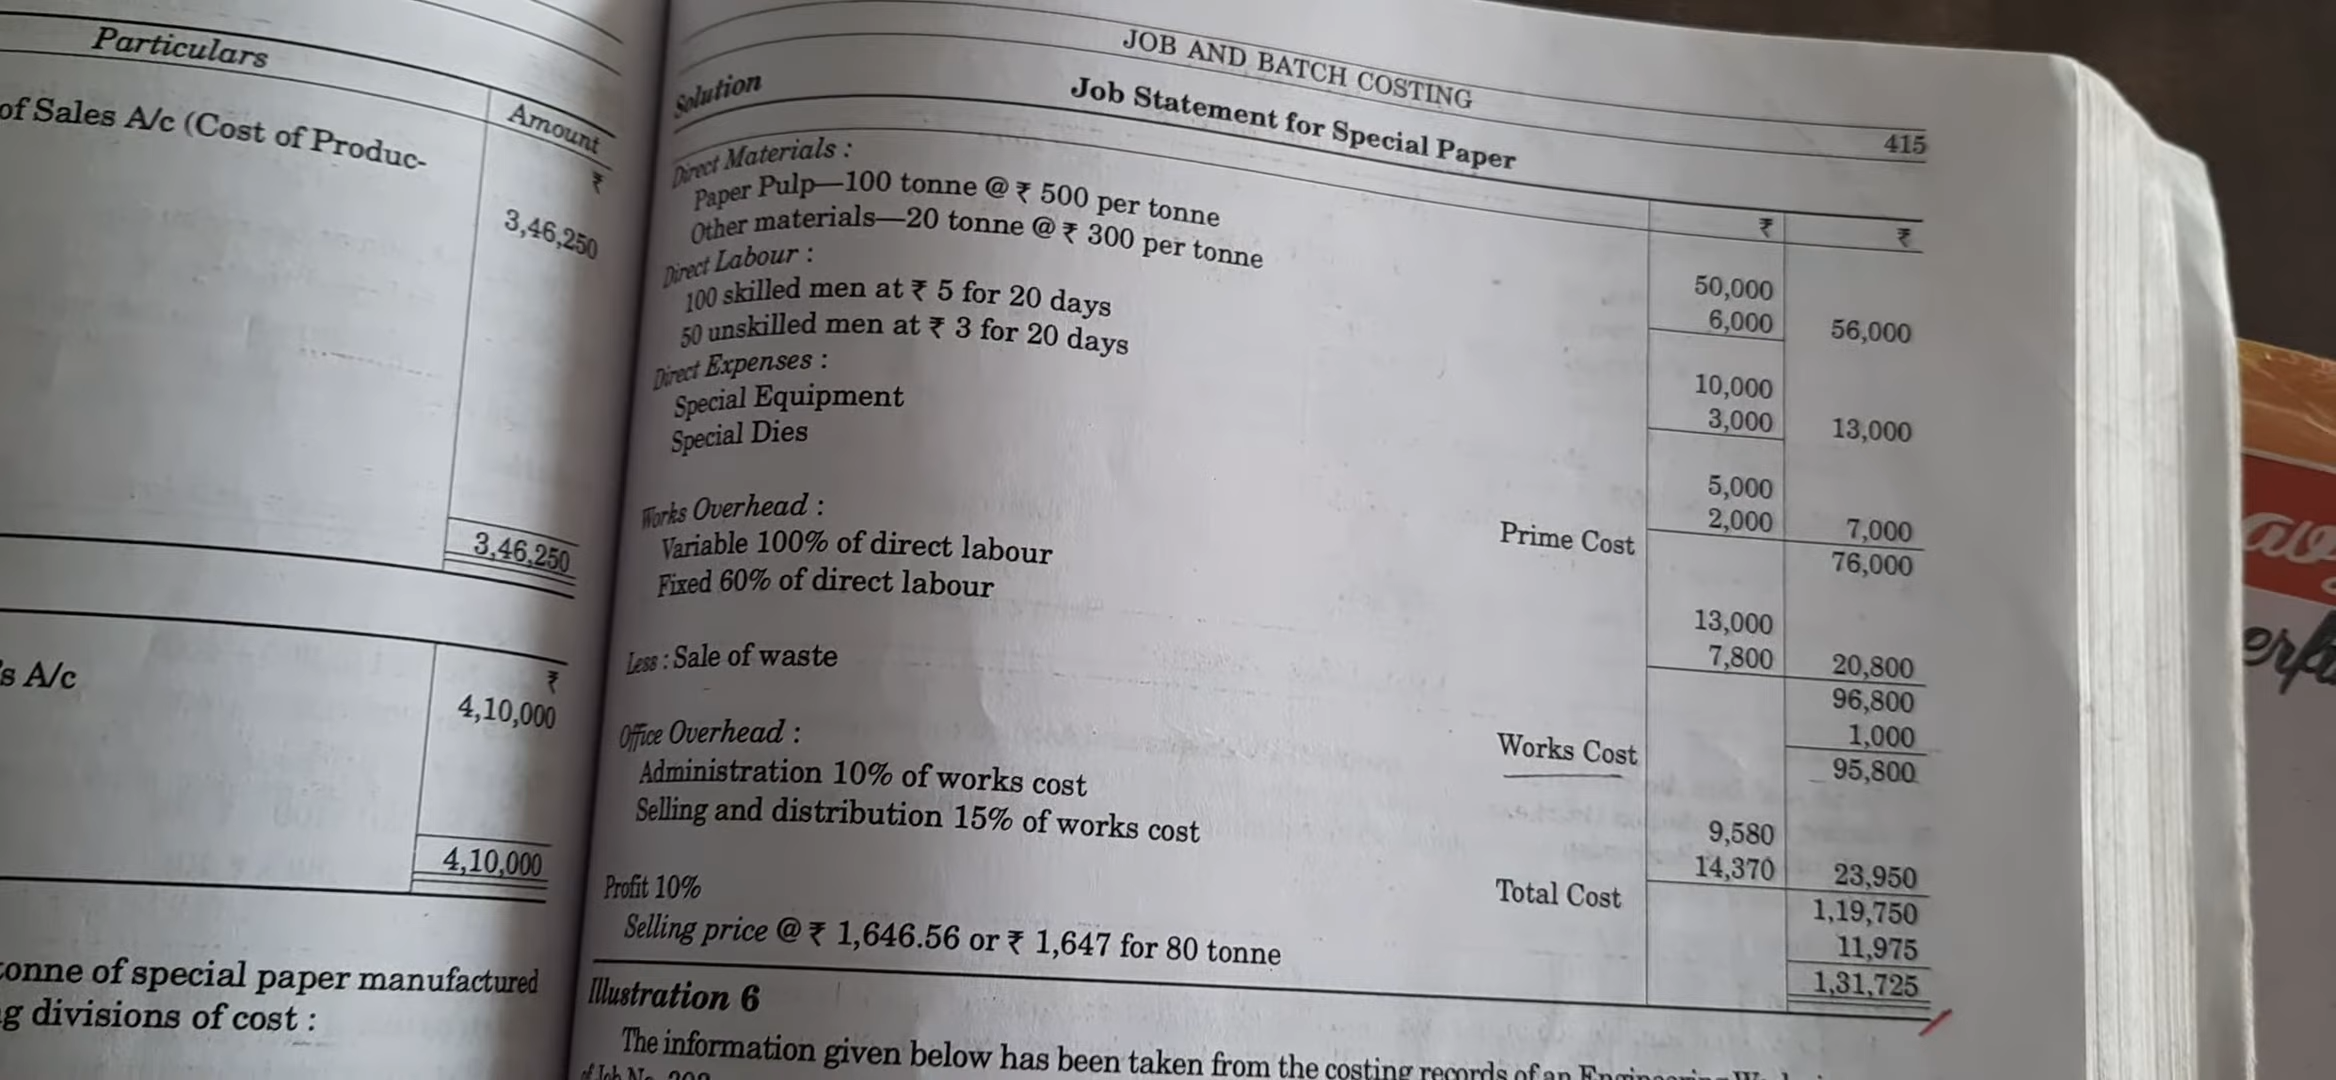 Particulars
Amount
₹
of Sales A/c (Cost of Produc-
3,46,250
3,46,250
₹
s A/c
4,10,000
4,10,000
tonne of special paper manufactured
g divisions of cost :
JOB AND BATCH COSTING
415
Solution
Job Statement for Special Paper
₹ ₹
Direct Materials :
Paper Pulp—100 tonne @ ₹ 500 per tonne 50,000
Other materials—20 tonne @ ₹ 300 per tonne 6,000 56,000
Direct Labour :
100 skilled men at ₹ 5 for 20 days 10,000
50 unskilled men at ₹ 3 for 20 days 3,000 13,000
Direct Expenses :
Special Equipment 5,000
Special Dies 2,000 7,000
Prime Cost 76,000
Works Overhead :
Variable 100% of direct labour 13,000
Fixed 60% of direct labour 7,800 20,800
96,800
Less : Sale of waste 1,000
Works Cost 95,800
Office Overhead :
Administration 10% of works cost 9,580
Selling and distribution 15% of works cost 14,370 23,950
Total Cost 1,19,750
Profit 10% 11,975
Selling price @ ₹ 1,646.56 or ₹ 1,647 for 80 tonne 1,31,725
Illustration 6
The information given below has been taken from the costing records of an